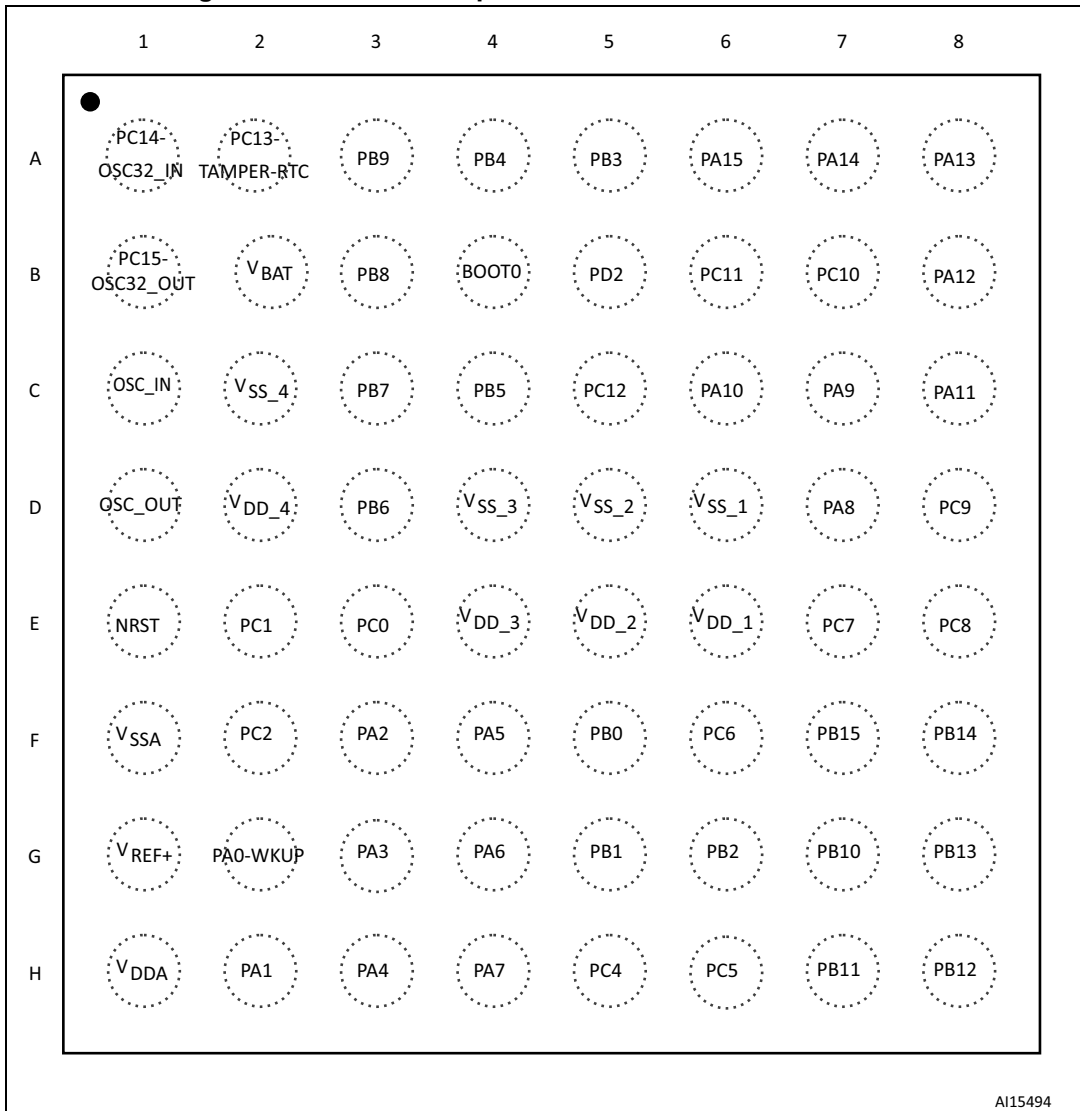 1 2 3 4 5 6 7 8
A PC14-OSC32_IN PC13-TAMPER-RTC PB9 PB4 PB3 PA15 PA14 PA13
B PC15-OSC32_OUT VBAT PB8 BOOT0 PD2 PC11 PC10 PA12
C OSC_IN VSS_4 PB7 PB5 PC12 PA10 PA9 PA11
D OSC_OUT VDD_4 PB6 VSS_3 VSS_2 VSS_1 PA8 PC9
E NRST PC1 PC0 VDD_3 VDD_2 VDD_1 PC7 PC8
F VSSA PC2 PA2 PA5 PB0 PC6 PB15 PB14
G VREF+ PA0-WKUP PA3 PA6 PB1 PB2 PB10 PB13
H VDDA PA1 PA4 PA7 PC4 PC5 PB11 PB12
AI15494